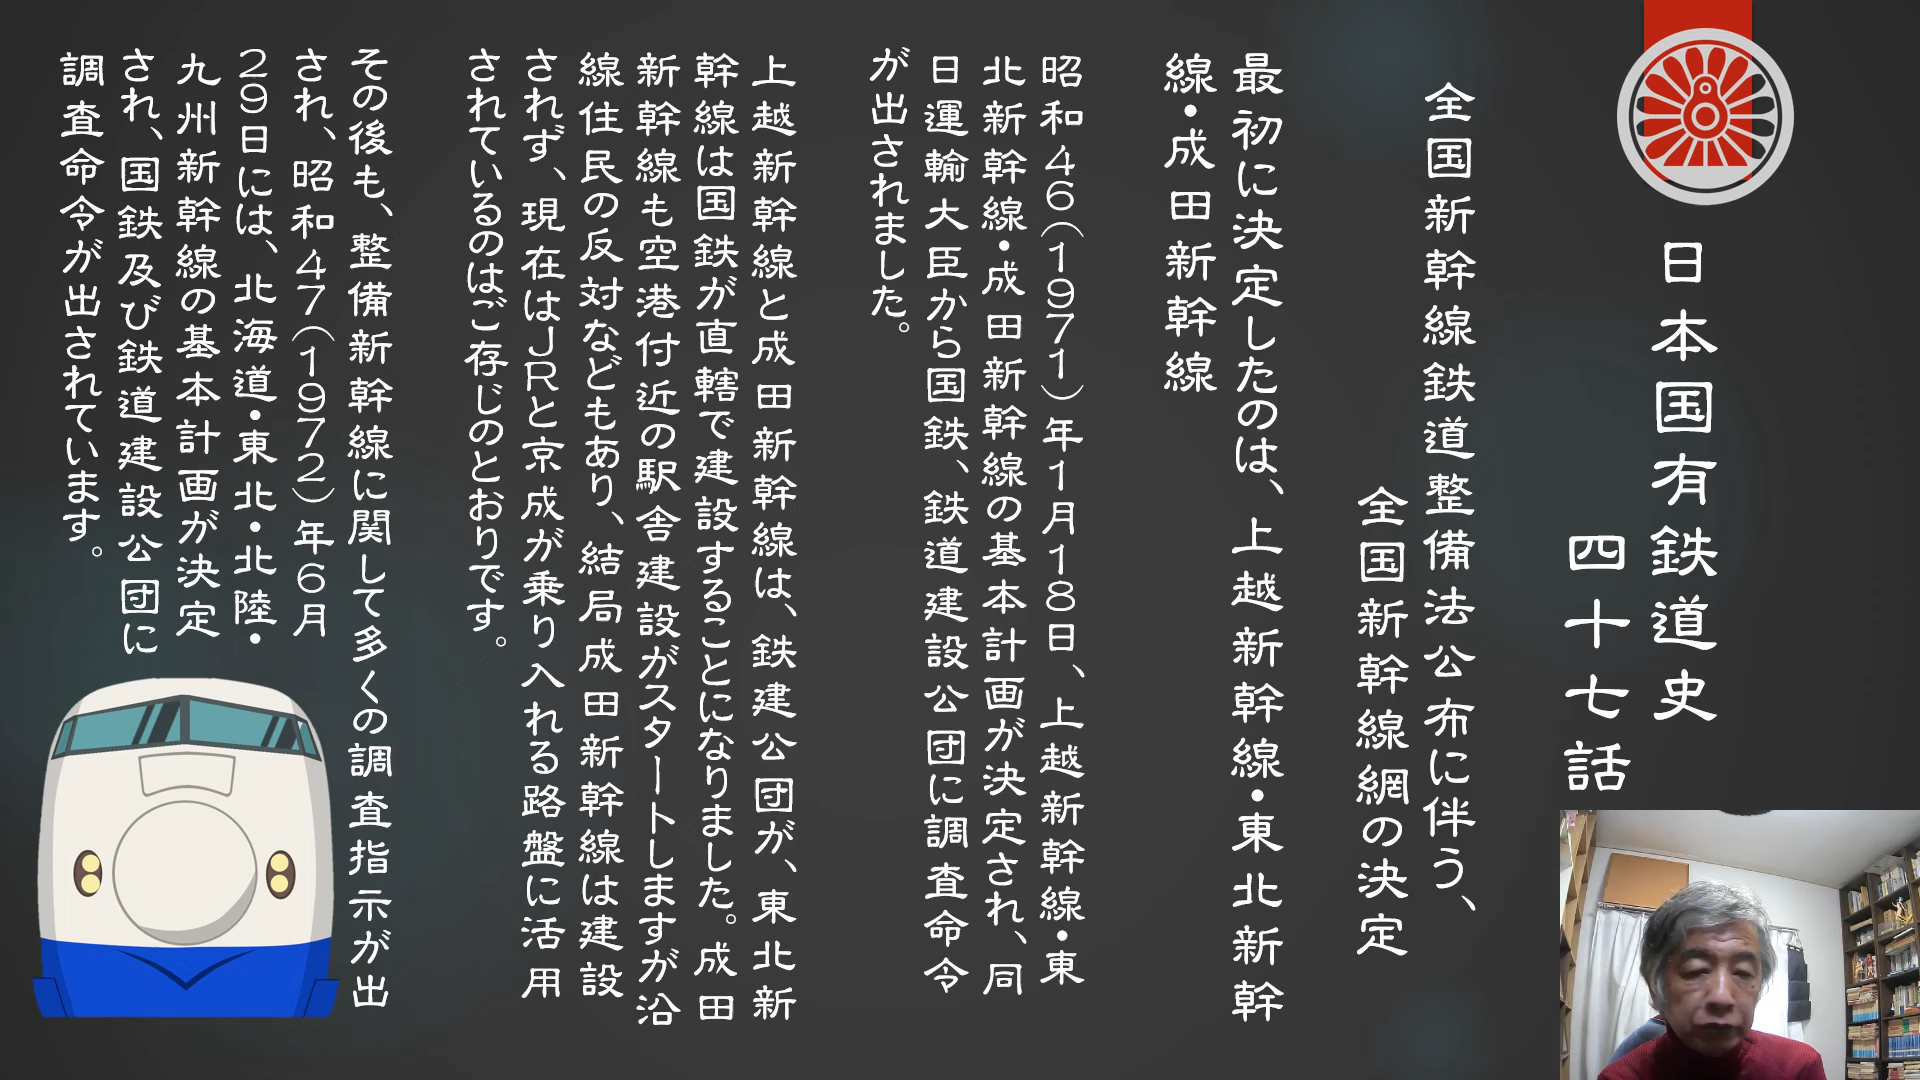 日本国有鉄道史
四十七話
全国新幹線鉄道整備法公布に伴う、
全国新幹線網の決定
最初に決定したのは、上越新幹線・東北新幹
線・成田新幹線
昭和46(1971)年1月18日、上越新幹線・東
北新幹線・成田新幹線の基本計画が決定され、同
日運輸大臣から国鉄、鉄道建設公団に調査命令
が出されました。
上越新幹線と成田新幹線は、鉄建公団が、東北新
幹線は国鉄が直轄で建設することになりました。成田
新幹線も空港付近の駅舎建設がスタートしますが沿
線住民の反対などもあり、結局成田新幹線は建設
されず、現在はJRと京成が乗り入れる路盤に活用
されているのはご存じのとおりです。
その後も、整備新幹線に関して多くの調査指示が出
され、昭和47(1972)年6月
29日には、北海道・東北・北陸・
九州新幹線の基本計画が決定
され、国鉄及び鉄道建設公団に
調査命令が出されています。